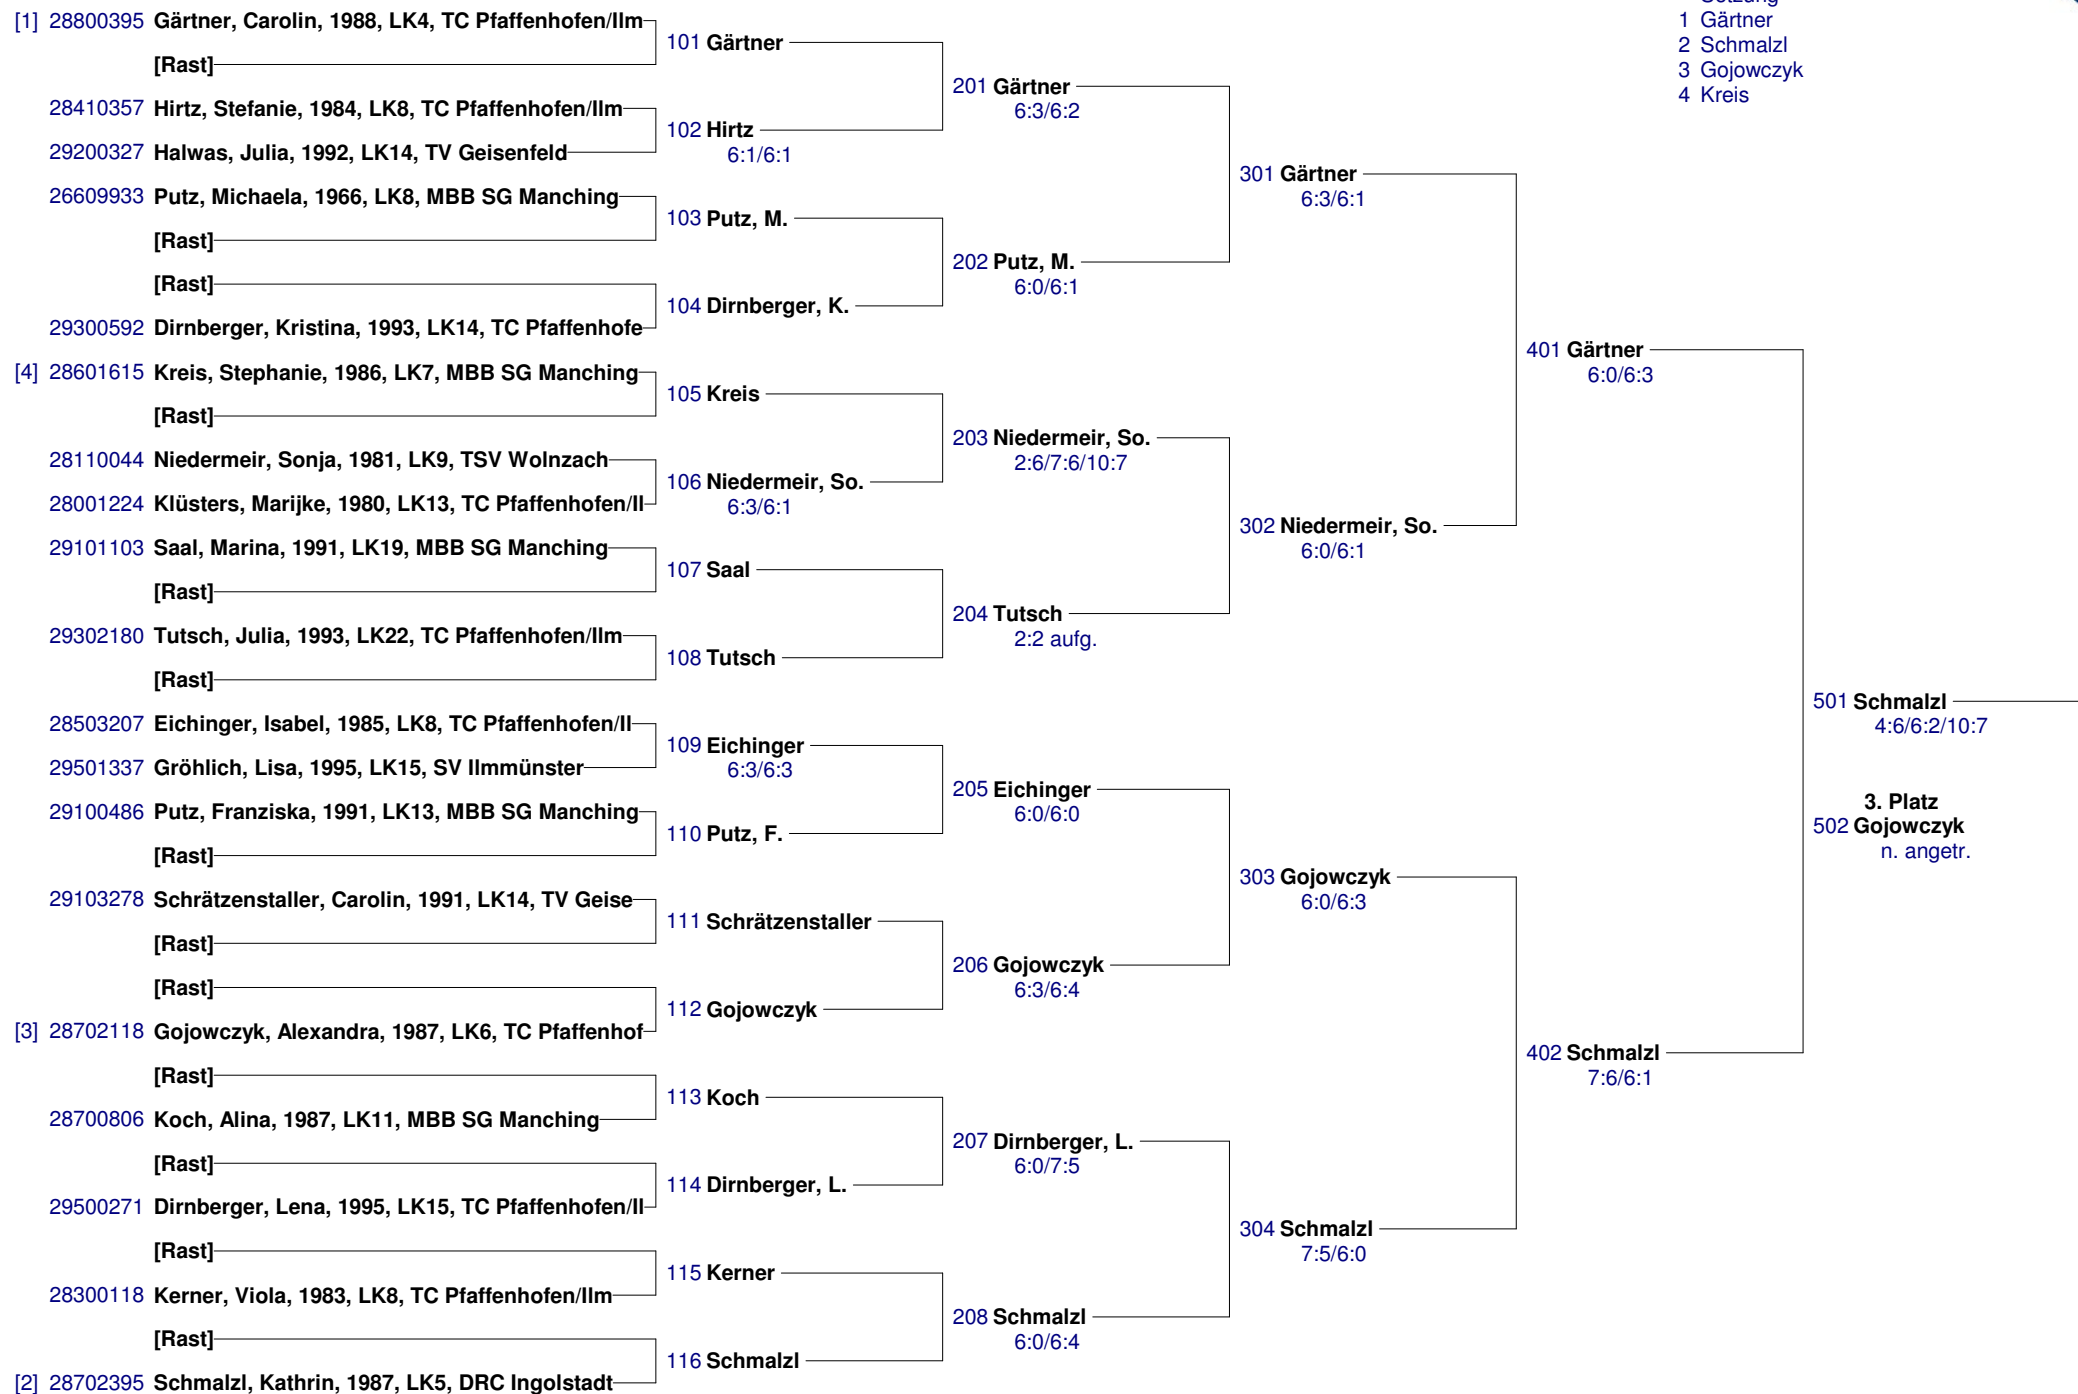 Setzung
1 Gärtner
2 Schmalzl
3 Gojowczyk
4 Kreis
[1] 28800395 Gärtner, Carolin, 1988, LK4, TC Pfaffenhofen/Ilm
[Rast]
28410357 Hirtz, Stefanie, 1984, LK8, TC Pfaffenhofen/Ilm
29200327 Halwas, Julia, 1992, LK14, TV Geisenfeld
26609933 Putz, Michaela, 1966, LK8, MBB SG Manching
[Rast]
[Rast]
29300592 Dirnberger, Kristina, 1993, LK14, TC Pfaffenhofe
[4] 28601615 Kreis, Stephanie, 1986, LK7, MBB SG Manching
[Rast]
28110044 Niedermeir, Sonja, 1981, LK9, TSV Wolnzach
28001224 Klüsters, Marijke, 1980, LK13, TC Pfaffenhofen/Il
29101103 Saal, Marina, 1991, LK19, MBB SG Manching
[Rast]
29302180 Tutsch, Julia, 1993, LK22, TC Pfaffenhofen/Ilm
[Rast]
28503207 Eichinger, Isabel, 1985, LK8, TC Pfaffenhofen/Il
29501337 Gröhlich, Lisa, 1995, LK15, SV Ilmmünster
29100486 Putz, Franziska, 1991, LK13, MBB SG Manching
[Rast]
29103278 Schrätzenstaller, Carolin, 1991, LK14, TV Geise
[Rast]
[Rast]
[3] 28702118 Gojowczyk, Alexandra, 1987, LK6, TC Pfaffenhof
[Rast]
28700806 Koch, Alina, 1987, LK11, MBB SG Manching
[Rast]
29500271 Dirnberger, Lena, 1995, LK15, TC Pfaffenhofen/Il
[Rast]
28300118 Kerner, Viola, 1983, LK8, TC Pfaffenhofen/Ilm
[Rast]
[2] 28702395 Schmalzl, Kathrin, 1987, LK5, DRC Ingolstadt
101 Gärtner
102 Hirtz
6:1/6:1
103 Putz, M.
104 Dirnberger, K.
105 Kreis
106 Niedermeir, So.
6:3/6:1
107 Saal
108 Tutsch
109 Eichinger
6:3/6:3
110 Putz, F.
111 Schrätzenstaller
112 Gojowczyk
113 Koch
114 Dirnberger, L.
115 Kerner
116 Schmalzl
201 Gärtner
6:3/6:2
202 Putz, M.
6:0/6:1
203 Niedermeir, So.
2:6/7:6/10:7
204 Tutsch
2:2 aufg.
205 Eichinger
6:0/6:0
206 Gojowczyk
6:3/6:4
207 Dirnberger, L.
6:0/7:5
208 Schmalzl
6:0/6:4
301 Gärtner
6:3/6:1
302 Niedermeir, So.
6:0/6:1
303 Gojowczyk
6:0/6:3
304 Schmalzl
7:5/6:0
401 Gärtner
6:0/6:3
402 Schmalzl
7:6/6:1
501 Schmalzl
4:6/6:2/10:7
3. Platz
502 Gojowczyk
n. angetr.